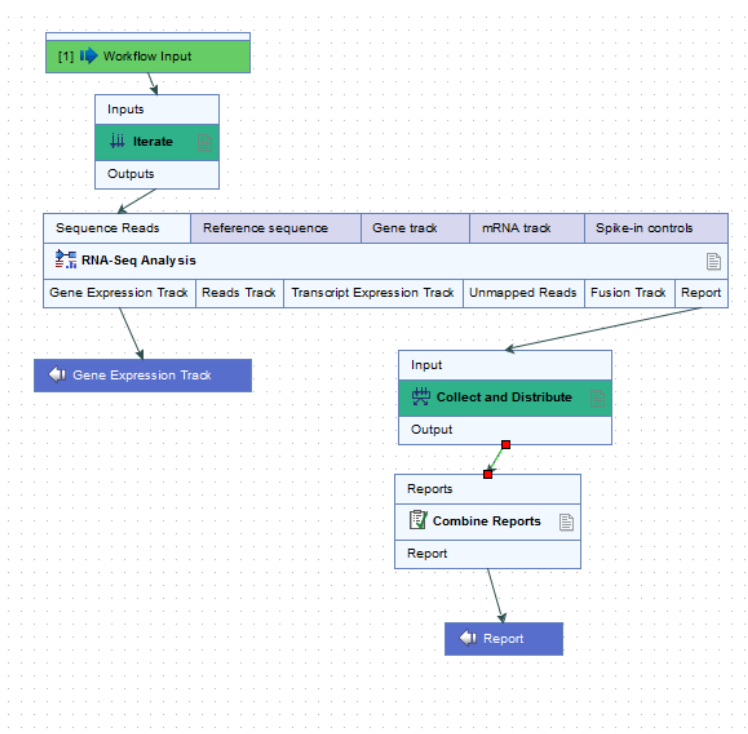 [1] Workflow Input
Inputs
Iterate
Outputs
Sequence Reads Reference sequence Gene track mRNA track Spike-in controls
RNA-Seq Analysis
Gene Expression Track Reads Track Transcript Expression Track Unmapped Reads Fusion Track Report
Gene Expression Track
Input
Collect and Distribute
Output
Reports
Combine Reports
Report
Report